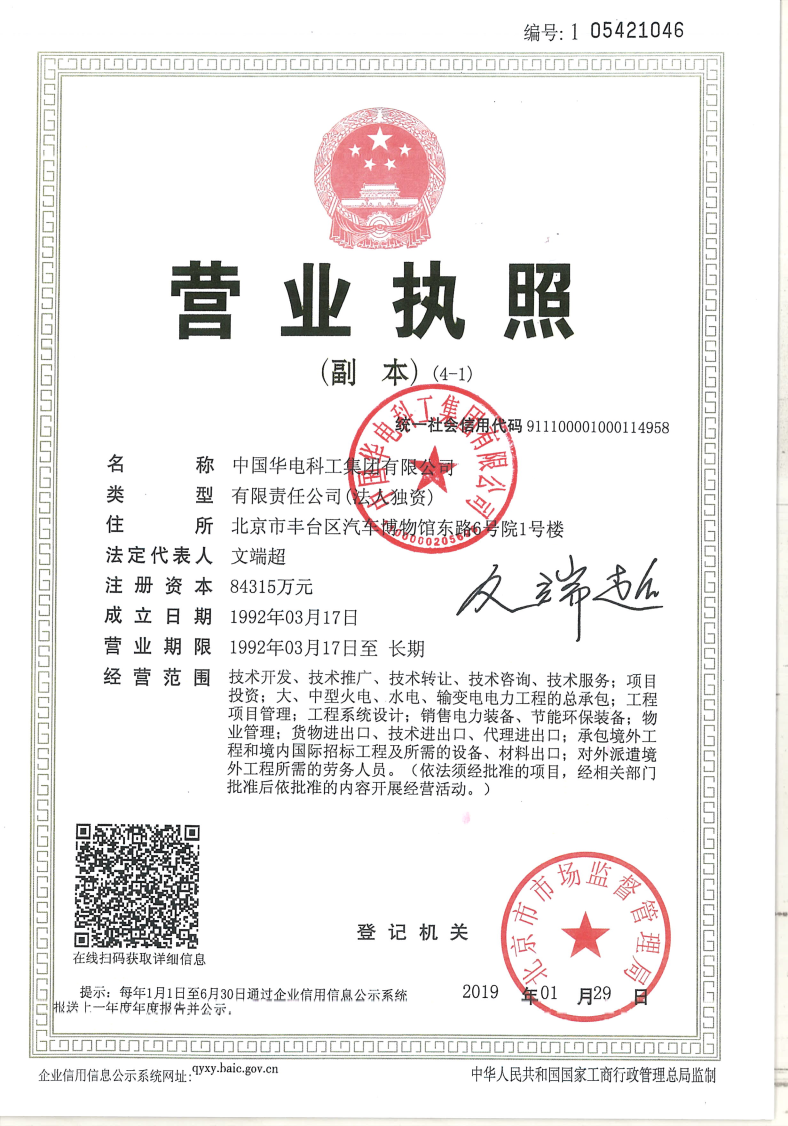 编号: 1 05421046
营业执照
(副 本) (4-1)
中国华电科工集团有限公司
统一社会信用代码 911100001000114958
名 称 中国华电科工集团有限公司
类 型 有限责任公司(法人独资)
住 所 北京市丰台区汽车博物馆东路6号院1号楼
法定代表人 文端超
注册资本 84315万元
文端超
成立日期 1992年03月17日
营业期限 1992年03月17日至 长期
经营范围 技术开发、技术推广、技术转让、技术咨询、技术服务；项目
投资；大、中型火电、水电、输变电电力工程的总承包；工程
项目管理；工程系统设计；销售电力装备、节能环保装备；物
业管理；货物进出口、技术进出口、代理进出口；承包境外工
程和境内国际招标工程及所需的设备、材料出口；对外派遣境
外工程所需的劳务人员。（依法须经批准的项目，经相关部门
批准后依批准的内容开展经营活动。）
在线扫码获取详细信息
登记机关
北京市市场监督管理局
2019 年01 月29 日
提示: 每年1月1日至6月30日通过企业信用信息公示系统
报送上一年度年度报告并公示。
企业信用信息公示系统网址: qyxy.baic.gov.cn
中华人民共和国国家工商行政管理总局监制